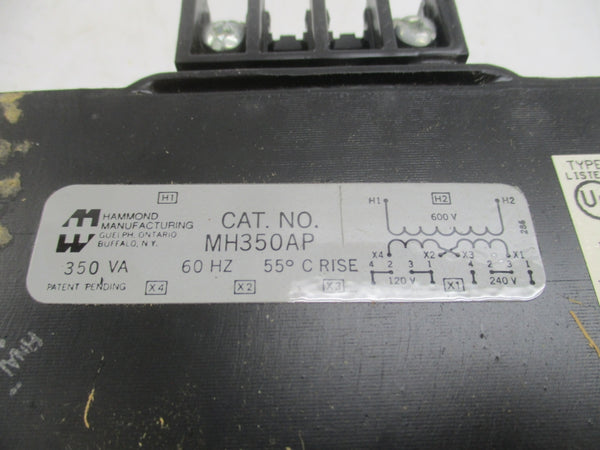 H1
HAMMOND
MANUFACTURING
GUELPH, ONTARIO
BUFFALO, N.Y.
CAT. NO.
MH350AP
350 VA 60 HZ 55° C RISE
PATENT PENDING X4 X2 X3
H1 H2 H2
600 V
286
X4 X2 X3 X1
4 2 3 1 4 2 3 1
120 V X1 240 V
TYPE
LISTE
U